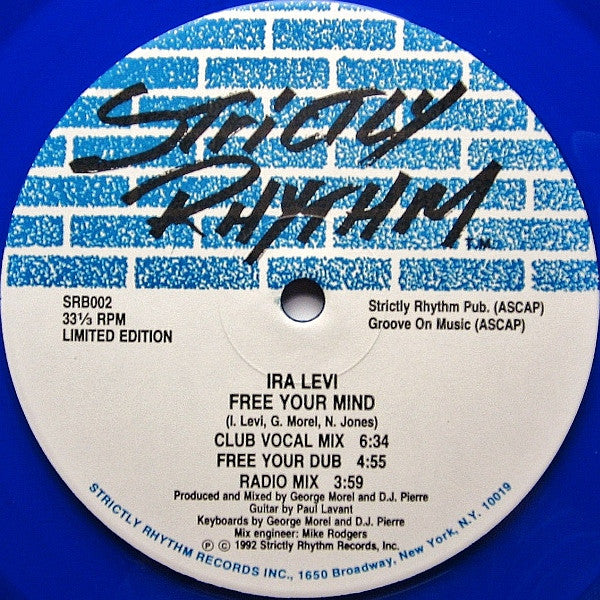 STRICTLY
RHYTHM
T.M.
SRB002
33⅓ RPM
LIMITED EDITION
Strictly Rhythm Pub. (ASCAP)
Groove On Music (ASCAP)
IRA LEVI
FREE YOUR MIND
(I. Levi, G. Morel, N. Jones)
CLUB VOCAL MIX 6:34
FREE YOUR DUB 4:55
RADIO MIX 3:59
Produced and Mixed by George Morel and D.J. Pierre
Guitar by Paul Lavant
Keyboards by George Morel and D.J. Pierre
Mix engineer: Mike Rodgers
Ⓟ © 1992 Strictly Rhythm Records, Inc.
STRICTLY RHYTHM RECORDS INC., 1650 Broadway, New York, N.Y. 10019